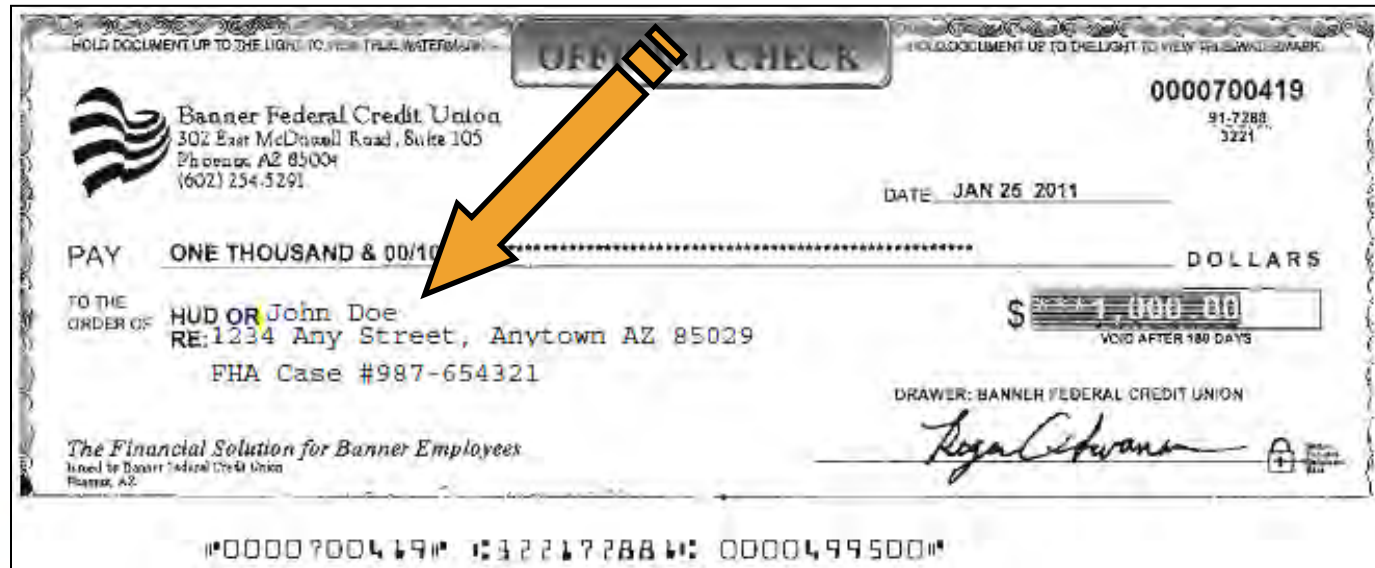 HOLD DOCUMENT UP TO THE LIGHT TO VIEW TRUE WATERMARK
HOLD DOCUMENT UP TO THE LIGHT TO VIEW TRUE WATERMARK
OFFICIAL CHECK
0000700419
91-7288
3221
Banner Federal Credit Union
302 East McDowell Road, Suite 105
Phoenix AZ 85004
(602) 254-5291
DATE JAN 26 2011
PAY ONE THOUSAND & 00/10
DOLLARS
TO THE
ORDER OF
HUD OR John Doe
RE: 1234 Any Street, Anytown AZ 85029
FHA Case #987-654321
$ ****1,000.00
VOID AFTER 180 DAYS
DRAWER: BANNER FEDERAL CREDIT UNION
The Financial Solution for Banner Employees
Issued by Banner Federal Credit Union
Phoenix, AZ
⑈0000700419⑈ ⑆322172881⑆ 0000499500⑈